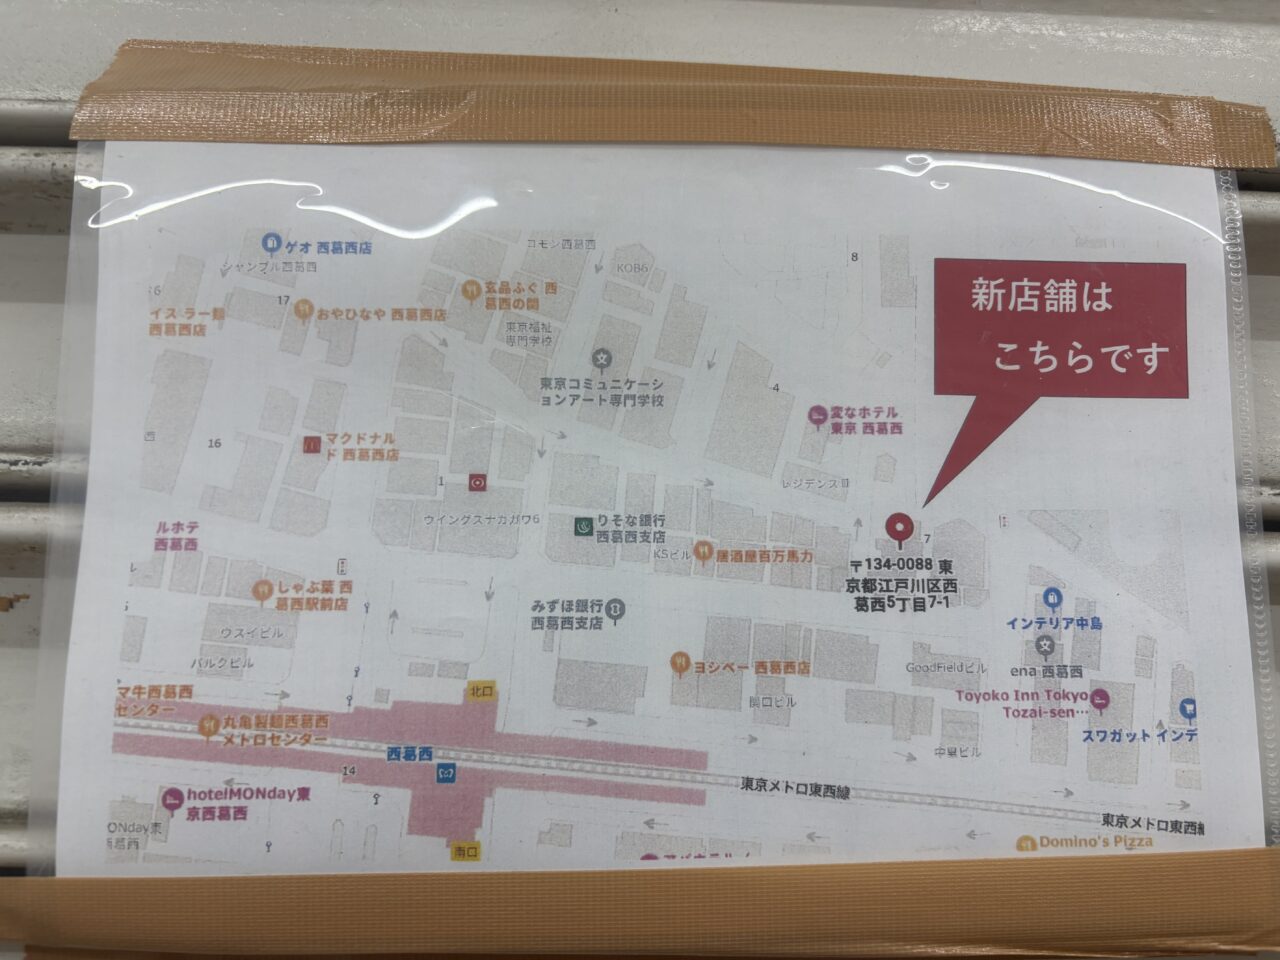 ゲオ 西葛西店
シャンブル西葛西
コモン西葛西
KOB6
8
新店舗は
こちらです
6
17
玄品ふぐ 西
葛西の関
イス ラー麺
西葛西店
おやひなや 西葛西店
東京福祉
専門学校
東京コミュニケーシ
ョンアート専門学校
4
変なホテル
東京 西葛西
西
16
マクドナル
ド 西葛西店
1
レジデンスⅢ
ウイングスナカガワ6
りそな銀行
西葛西支店
KSビル
居酒屋百万馬力
7
〒134-0088 東
京都江戸川区西
葛西5丁目7-1
ルホテ
西葛西
しゃぶ葉 西
葛西駅前店
みずほ銀行
西葛西支店
インテリア中島
ウスイビル
パルクビル
ヨシベー 西葛西店
GoodFieldビル
ena 西葛西
関口ビル
Toyoko Inn Tokyo
Tozai-sen…
マ牛西葛西
センター
北口
丸亀製麺西葛西
メトロセンター
スワガット インデ
中里ビル
西葛西
14
東京メトロ東西線
hotelMONday東
京西葛西
東京メトロ東西線
ONday東
葛西
南口
Domino's Pizza